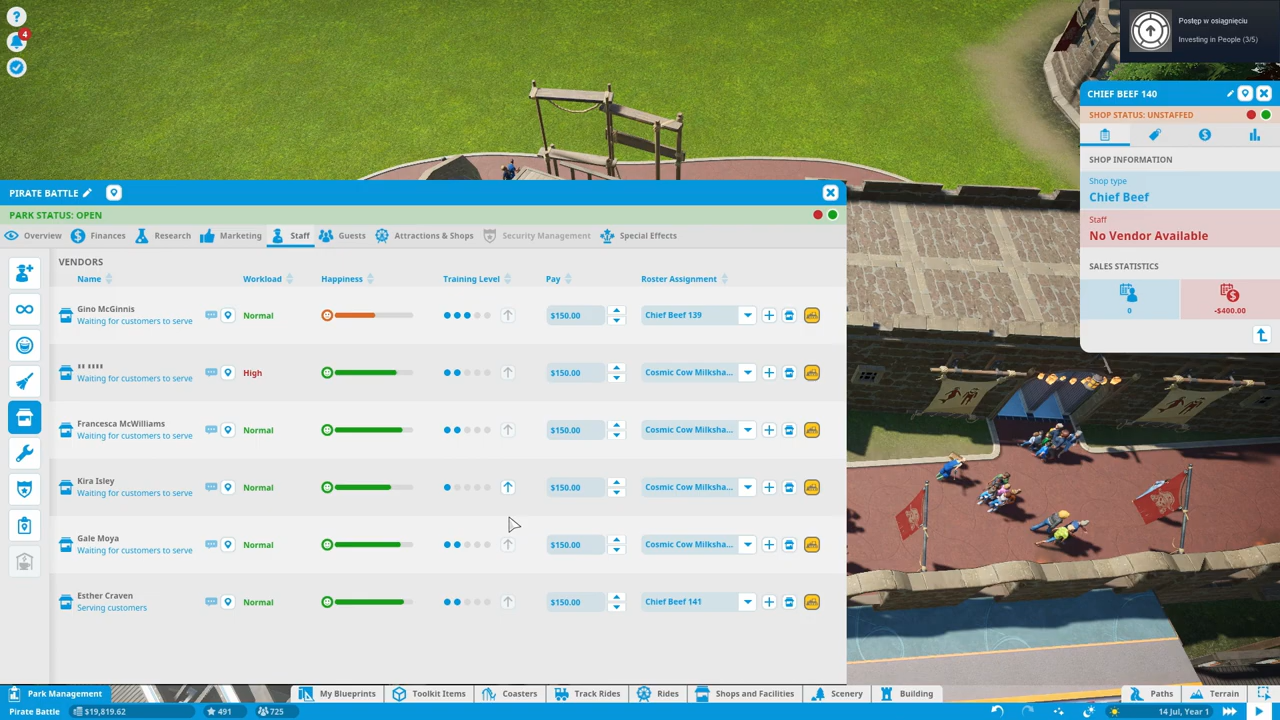 ?
4
Postęp w osiągnięciu
Investing in People (3/5)
CHIEF BEEF 140
SHOP STATUS: UNSTAFFED
SHOP INFORMATION
Shop type
Chief Beef
Staff
No Vendor Available
SALES STATISTICS
0
-$400.00
PIRATE BATTLE
PARK STATUS: OPEN
Overview
Finances
Research
Marketing
Staff
Guests
Attractions & Shops
Security Management
Special Effects
VENDORS
Name
Workload
Happiness
Training Level
Pay
Roster Assignment
Gino McGinnis
Waiting for customers to serve
Normal
$150.00
Chief Beef 139
Waiting for customers to serve
High
$150.00
Cosmic Cow Milksha...
Francesca McWilliams
Waiting for customers to serve
Normal
$150.00
Cosmic Cow Milksha...
Kira Isley
Waiting for customers to serve
Normal
$150.00
Cosmic Cow Milksha...
Gale Moya
Waiting for customers to serve
Normal
$150.00
Cosmic Cow Milksha...
Esther Craven
Serving customers
Normal
$150.00
Chief Beef 141
Park Management
My Blueprints
Toolkit Items
Coasters
Track Rides
Rides
Shops and Facilities
Scenery
Building
Paths
Terrain
Pirate Battle
$19,819.62
491
725
14 Jul, Year 1